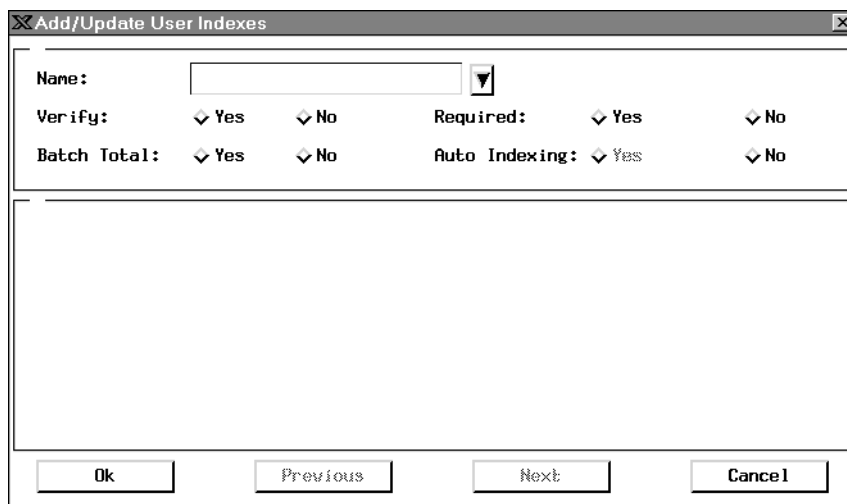 Add/Update User Indexes
Name:
Verify: Yes No Required: Yes No
Batch Total: Yes No Auto Indexing: Yes No
Ok Previous Next Cancel